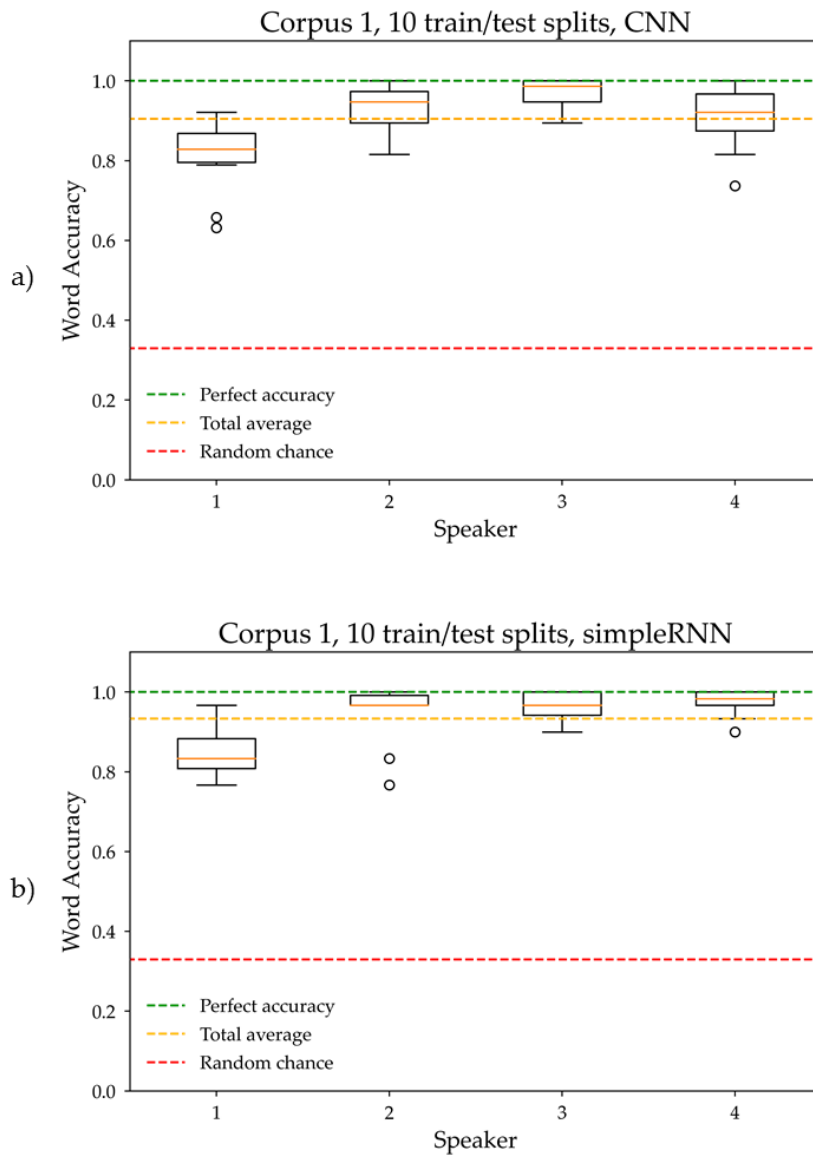 Corpus 1, 10 train/test splits, CNN
a)
Word Accuracy
1.0
0.8
0.6
0.4
0.2
0.0
Perfect accuracy
Total average
Random chance
1 2 3 4
Speaker
Corpus 1, 10 train/test splits, simpleRNN
b)
Word Accuracy
1.0
0.8
0.6
0.4
0.2
0.0
Perfect accuracy
Total average
Random chance
1 2 3 4
Speaker